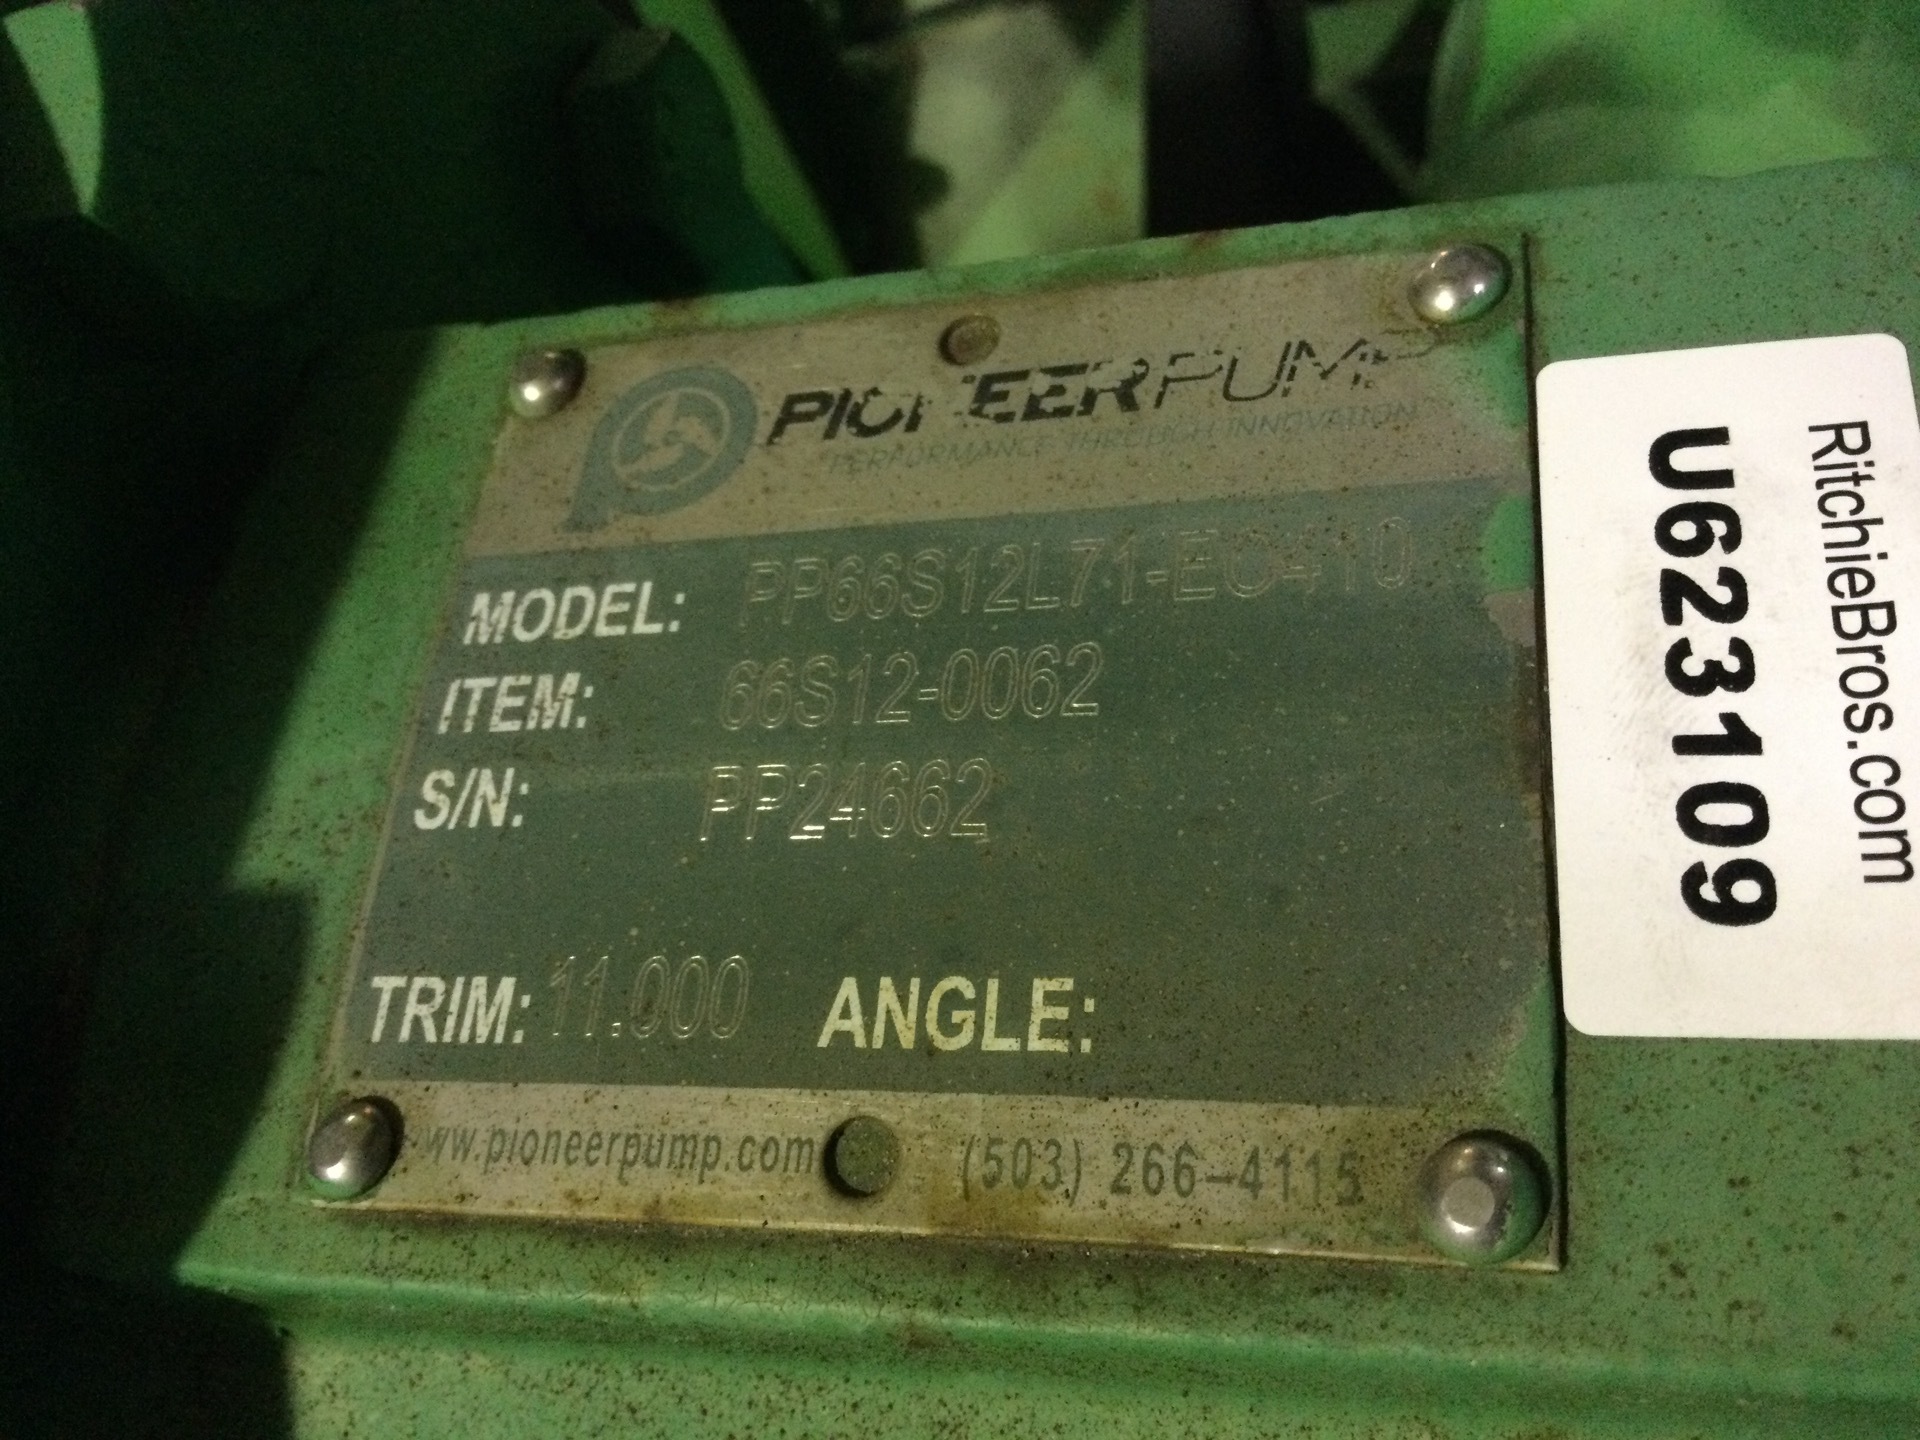 PIONEERPUMP
PERFORMANCE THROUGH INNOVATION
MODEL: PP66S12L71-EC410
ITEM: 66S12-0062
S/N: PP24662
TRIM: 11.000 ANGLE:
www.pioneerpump.com (503) 266-4115
RitchieBros.com
U623109